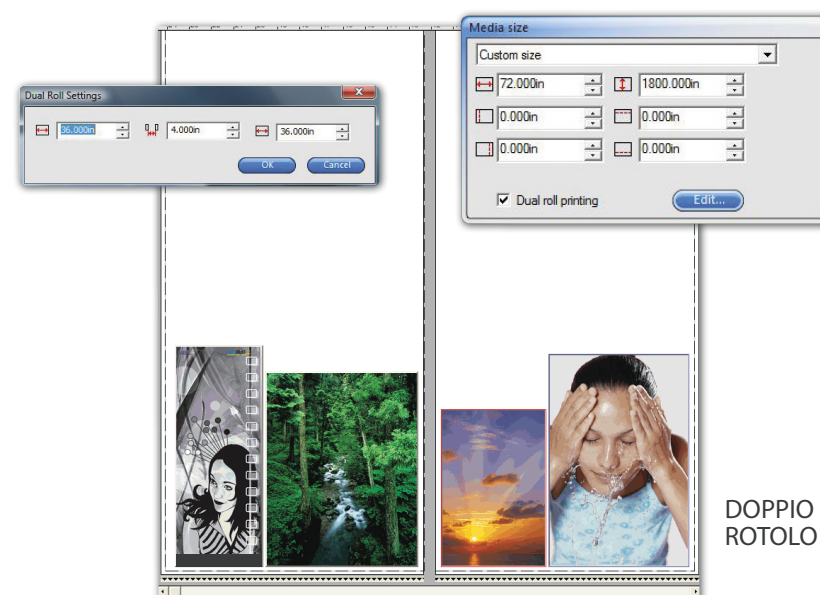 Media size
Custom size
72.000in 1800.000in
0.000in 0.000in
0.000in 0.000in
Dual roll printing Edit...
Dual Roll Settings
36.000in 4.000in 36.000in
OK Cancel
DOPPIO
ROTOLO